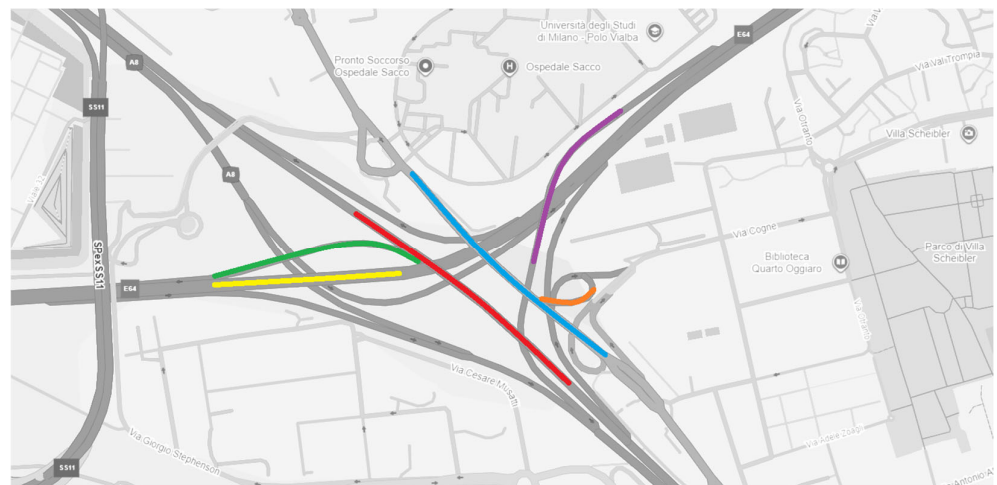 Università degli Studi
di Milano - Polo Vialba
E64
A8
Pronto Soccorso
Ospedale Sacco
Ospedale Sacco
Via Val Trompia
SS11
Via Otranto
Villa Scheibler
A8
Via Cogne
SPexSS11
Biblioteca
Quarto Oggiaro
Parco di Villa
Scheibler
E64
Via Otranto
Via Cesare Musatti
Via Giorgio Stephenson
Via Adele Zoagli
SS11